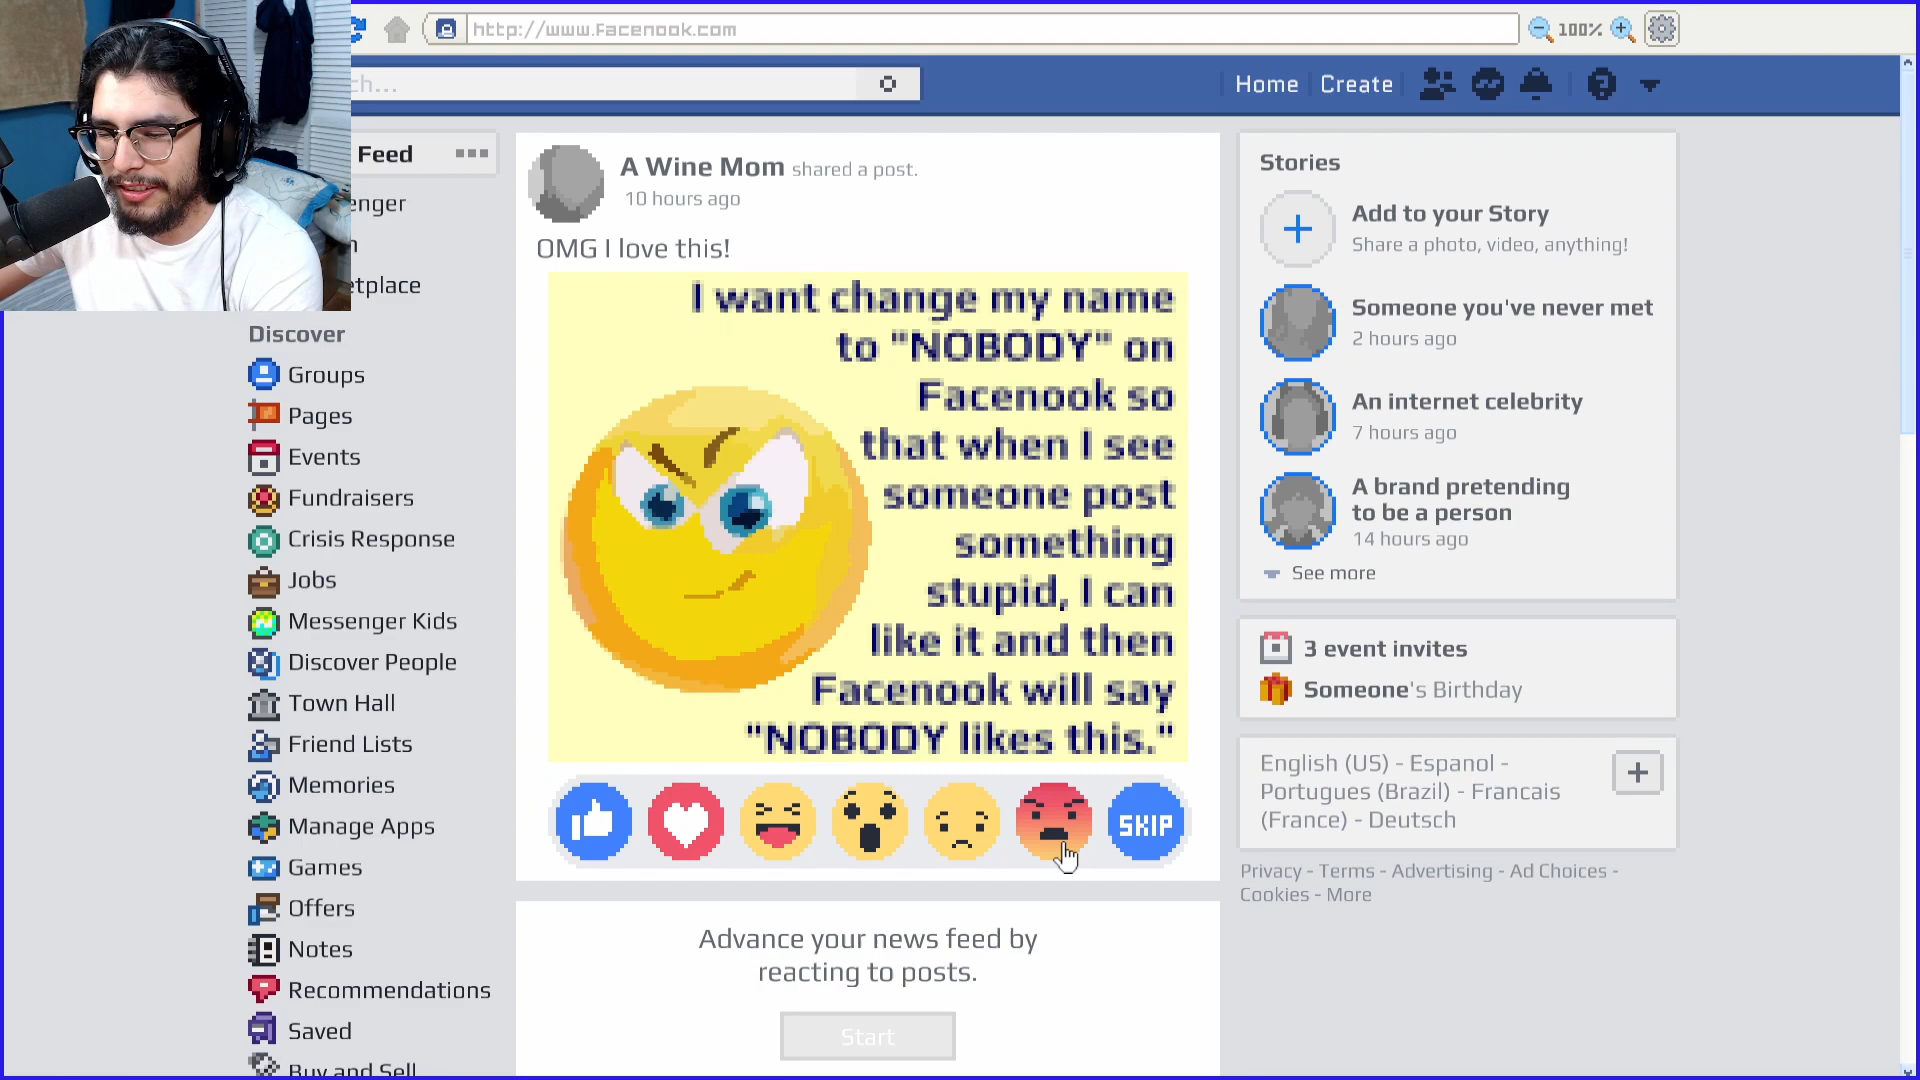 http://www.Facenook.com
100%
ch...
Home
Create
Feed
enger
etplace
Discover
Groups
Pages
Events
Fundraisers
Crisis Response
Jobs
Messenger Kids
Discover People
Town Hall
Friend Lists
Memories
Manage Apps
Games
Offers
Notes
Recommendations
Saved
Buy and Sell
A Wine Mom shared a post.
10 hours ago
OMG I love this!
I want change my name
to "NOBODY" on
Facenook so
that when I see
someone post
something
stupid, I can
like it and then
Facenook will say
"NOBODY likes this."
SKIP
Advance your news feed by
reacting to posts.
Start
Stories
Add to your Story
Share a photo, video, anything!
Someone you've never met
2 hours ago
An internet celebrity
7 hours ago
A brand pretending
to be a person
14 hours ago
See more
3 event invites
Someone's Birthday
English (US) - Espanol -
Portugues (Brazil) - Francais
(France) - Deutsch
Privacy - Terms - Advertising - Ad Choices -
Cookies - More